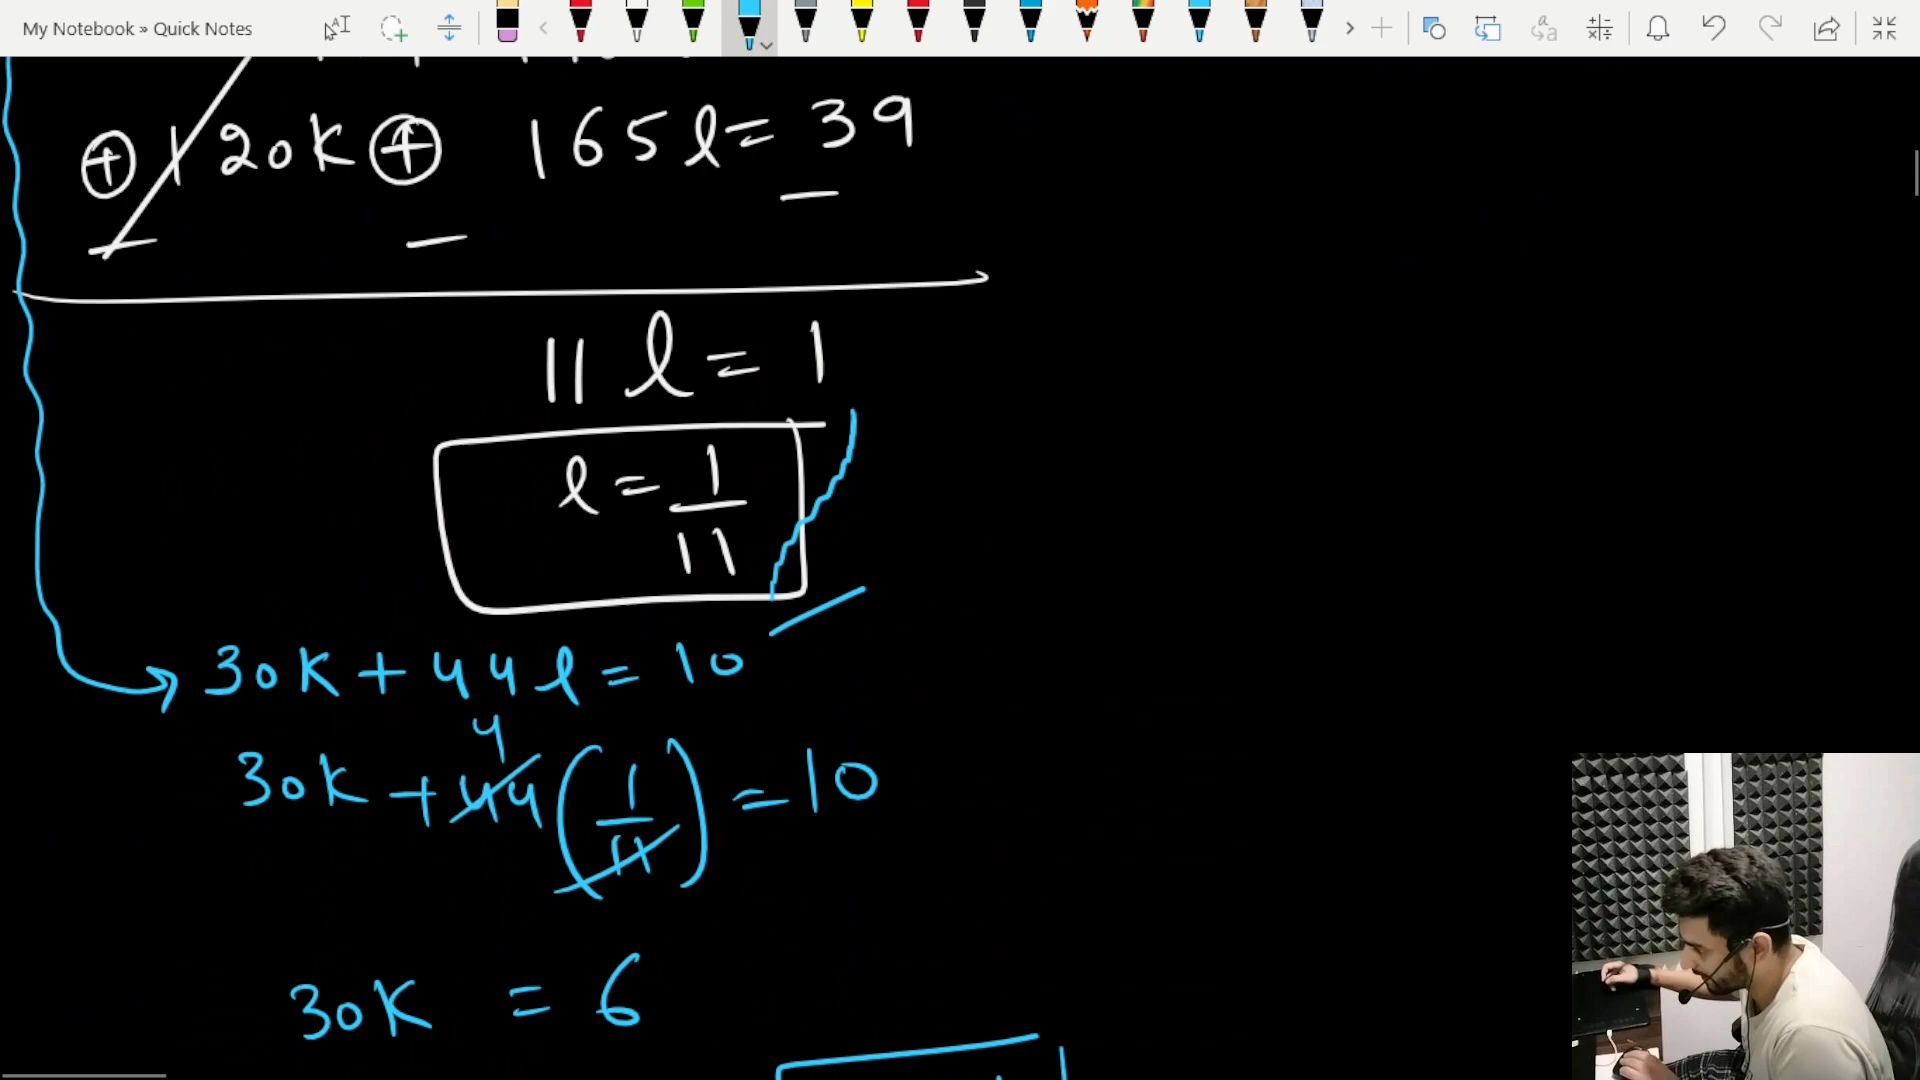 My Notebook » Quick Notes
⊕ 120k ⊕ 165l = 39
11 l = 1
l = 1/11
30k + 44l = 10
4
30k + 44(1/11) = 10
30k = 6